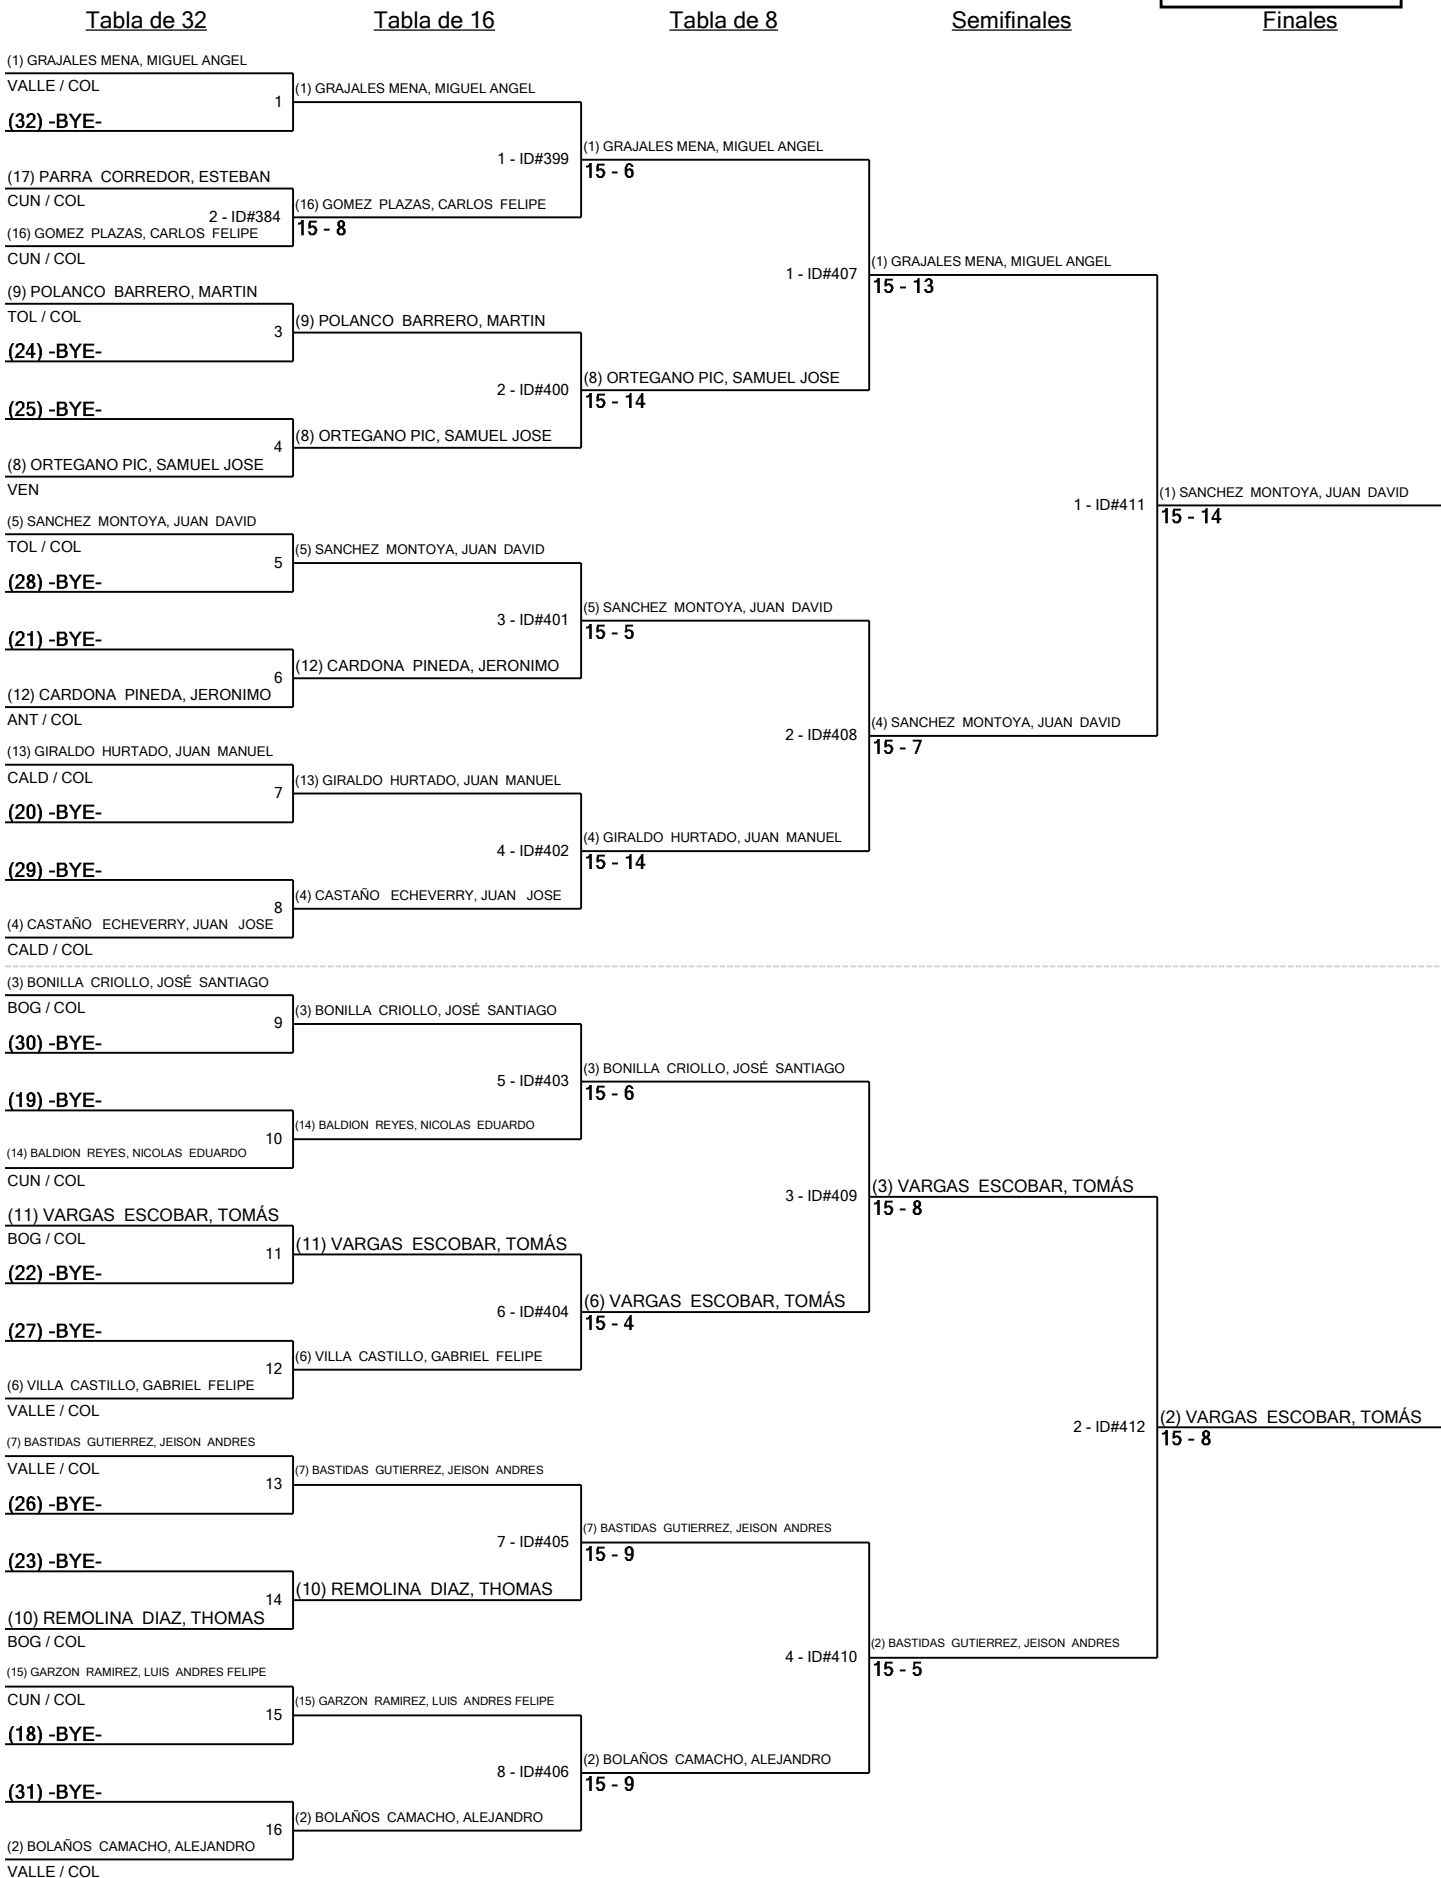 Tabla de 32
Tabla de 16
Tabla de 8
Semifinales
Finales
(1) GRAJALES MENA, MIGUEL ANGEL
VALLE / COL
1
(32) -BYE-
(17) PARRA CORREDOR, ESTEBAN
CUN / COL
2 - ID#384
(16) GOMEZ PLAZAS, CARLOS FELIPE
CUN / COL
(9) POLANCO BARRERO, MARTIN
TOL / COL
3
(24) -BYE-
(25) -BYE-
4
(8) ORTEGANO PIC, SAMUEL JOSE
VEN
(5) SANCHEZ MONTOYA, JUAN DAVID
TOL / COL
5
(28) -BYE-
(21) -BYE-
6
(12) CARDONA PINEDA, JERONIMO
ANT / COL
(13) GIRALDO HURTADO, JUAN MANUEL
CALD / COL
7
(20) -BYE-
(29) -BYE-
8
(4) CASTAÑO ECHEVERRY, JUAN JOSE
CALD / COL
(3) BONILLA CRIOLLO, JOSÉ SANTIAGO
BOG / COL
9
(30) -BYE-
(19) -BYE-
10
(14) BALDION REYES, NICOLAS EDUARDO
CUN / COL
(11) VARGAS ESCOBAR, TOMÁS
BOG / COL
11
(22) -BYE-
(27) -BYE-
12
(6) VILLA CASTILLO, GABRIEL FELIPE
VALLE / COL
(7) BASTIDAS GUTIERREZ, JEISON ANDRES
VALLE / COL
13
(26) -BYE-
(23) -BYE-
14
(10) REMOLINA DIAZ, THOMAS
BOG / COL
(15) GARZON RAMIREZ, LUIS ANDRES FELIPE
CUN / COL
15
(18) -BYE-
(31) -BYE-
16
(2) BOLAÑOS CAMACHO, ALEJANDRO
VALLE / COL
(1) GRAJALES MENA, MIGUEL ANGEL
1 - ID#399
(16) GOMEZ PLAZAS, CARLOS FELIPE
15 - 8
(9) POLANCO BARRERO, MARTIN
2 - ID#400
(8) ORTEGANO PIC, SAMUEL JOSE
(5) SANCHEZ MONTOYA, JUAN DAVID
3 - ID#401
(12) CARDONA PINEDA, JERONIMO
(13) GIRALDO HURTADO, JUAN MANUEL
4 - ID#402
(4) CASTAÑO ECHEVERRY, JUAN JOSE
(3) BONILLA CRIOLLO, JOSÉ SANTIAGO
5 - ID#403
(14) BALDION REYES, NICOLAS EDUARDO
(11) VARGAS ESCOBAR, TOMÁS
6 - ID#404
(6) VILLA CASTILLO, GABRIEL FELIPE
(7) BASTIDAS GUTIERREZ, JEISON ANDRES
7 - ID#405
(10) REMOLINA DIAZ, THOMAS
(15) GARZON RAMIREZ, LUIS ANDRES FELIPE
8 - ID#406
(2) BOLAÑOS CAMACHO, ALEJANDRO
(1) GRAJALES MENA, MIGUEL ANGEL
15 - 6
1 - ID#407
(8) ORTEGANO PIC, SAMUEL JOSE
15 - 14
(5) SANCHEZ MONTOYA, JUAN DAVID
15 - 5
2 - ID#408
(4) GIRALDO HURTADO, JUAN MANUEL
15 - 14
(3) BONILLA CRIOLLO, JOSÉ SANTIAGO
15 - 6
3 - ID#409
(6) VARGAS ESCOBAR, TOMÁS
15 - 4
(7) BASTIDAS GUTIERREZ, JEISON ANDRES
15 - 9
4 - ID#410
(2) BOLAÑOS CAMACHO, ALEJANDRO
15 - 9
(1) GRAJALES MENA, MIGUEL ANGEL
15 - 13
1 - ID#411
(4) SANCHEZ MONTOYA, JUAN DAVID
15 - 7
(3) VARGAS ESCOBAR, TOMÁS
15 - 8
2 - ID#412
(2) BASTIDAS GUTIERREZ, JEISON ANDRES
15 - 5
(1) SANCHEZ MONTOYA, JUAN DAVID
15 - 14
(2) VARGAS ESCOBAR, TOMÁS
15 - 8